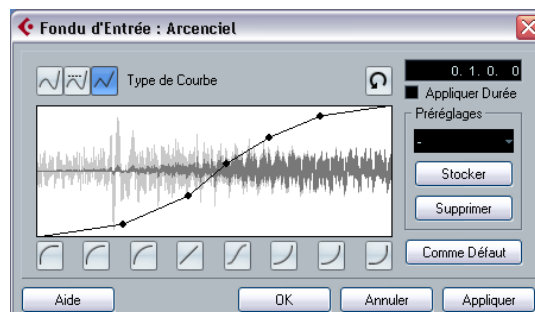 Fondu d'Entrée : Arcenciel
Type de Courbe
0. 1. 0. 0
Appliquer Durée
Préréglages
-
Stocker
Supprimer
Comme Défaut
Aide
OK
Annuler
Appliquer